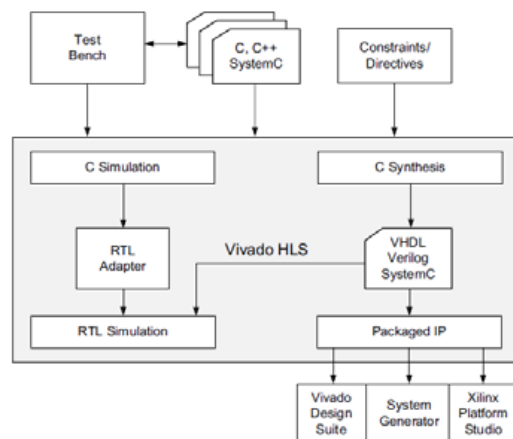 Test
Bench
C, C++
SystemC
Constraints/
Directives
C Simulation
C Synthesis
RTL
Adapter
Vivado HLS
VHDL
Verilog
SystemC
RTL Simulation
Packaged IP
Vivado
Design
Suite
System
Generator
Xilinx
Platform
Studio